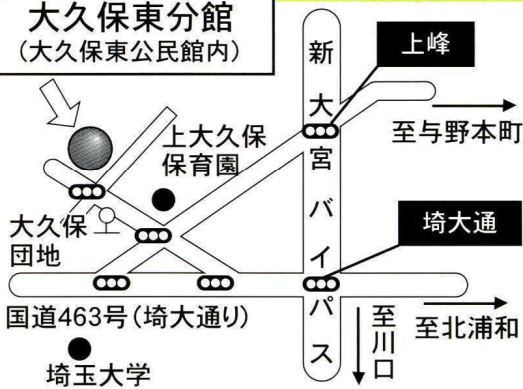 大久保東分館
(大久保東公民館内)
新大宮バイパス
上峰
至与野本町
上大久保
保育園
大久保
団地
埼大通
国道463号(埼大通り)
至川口
至北浦和
埼玉大学